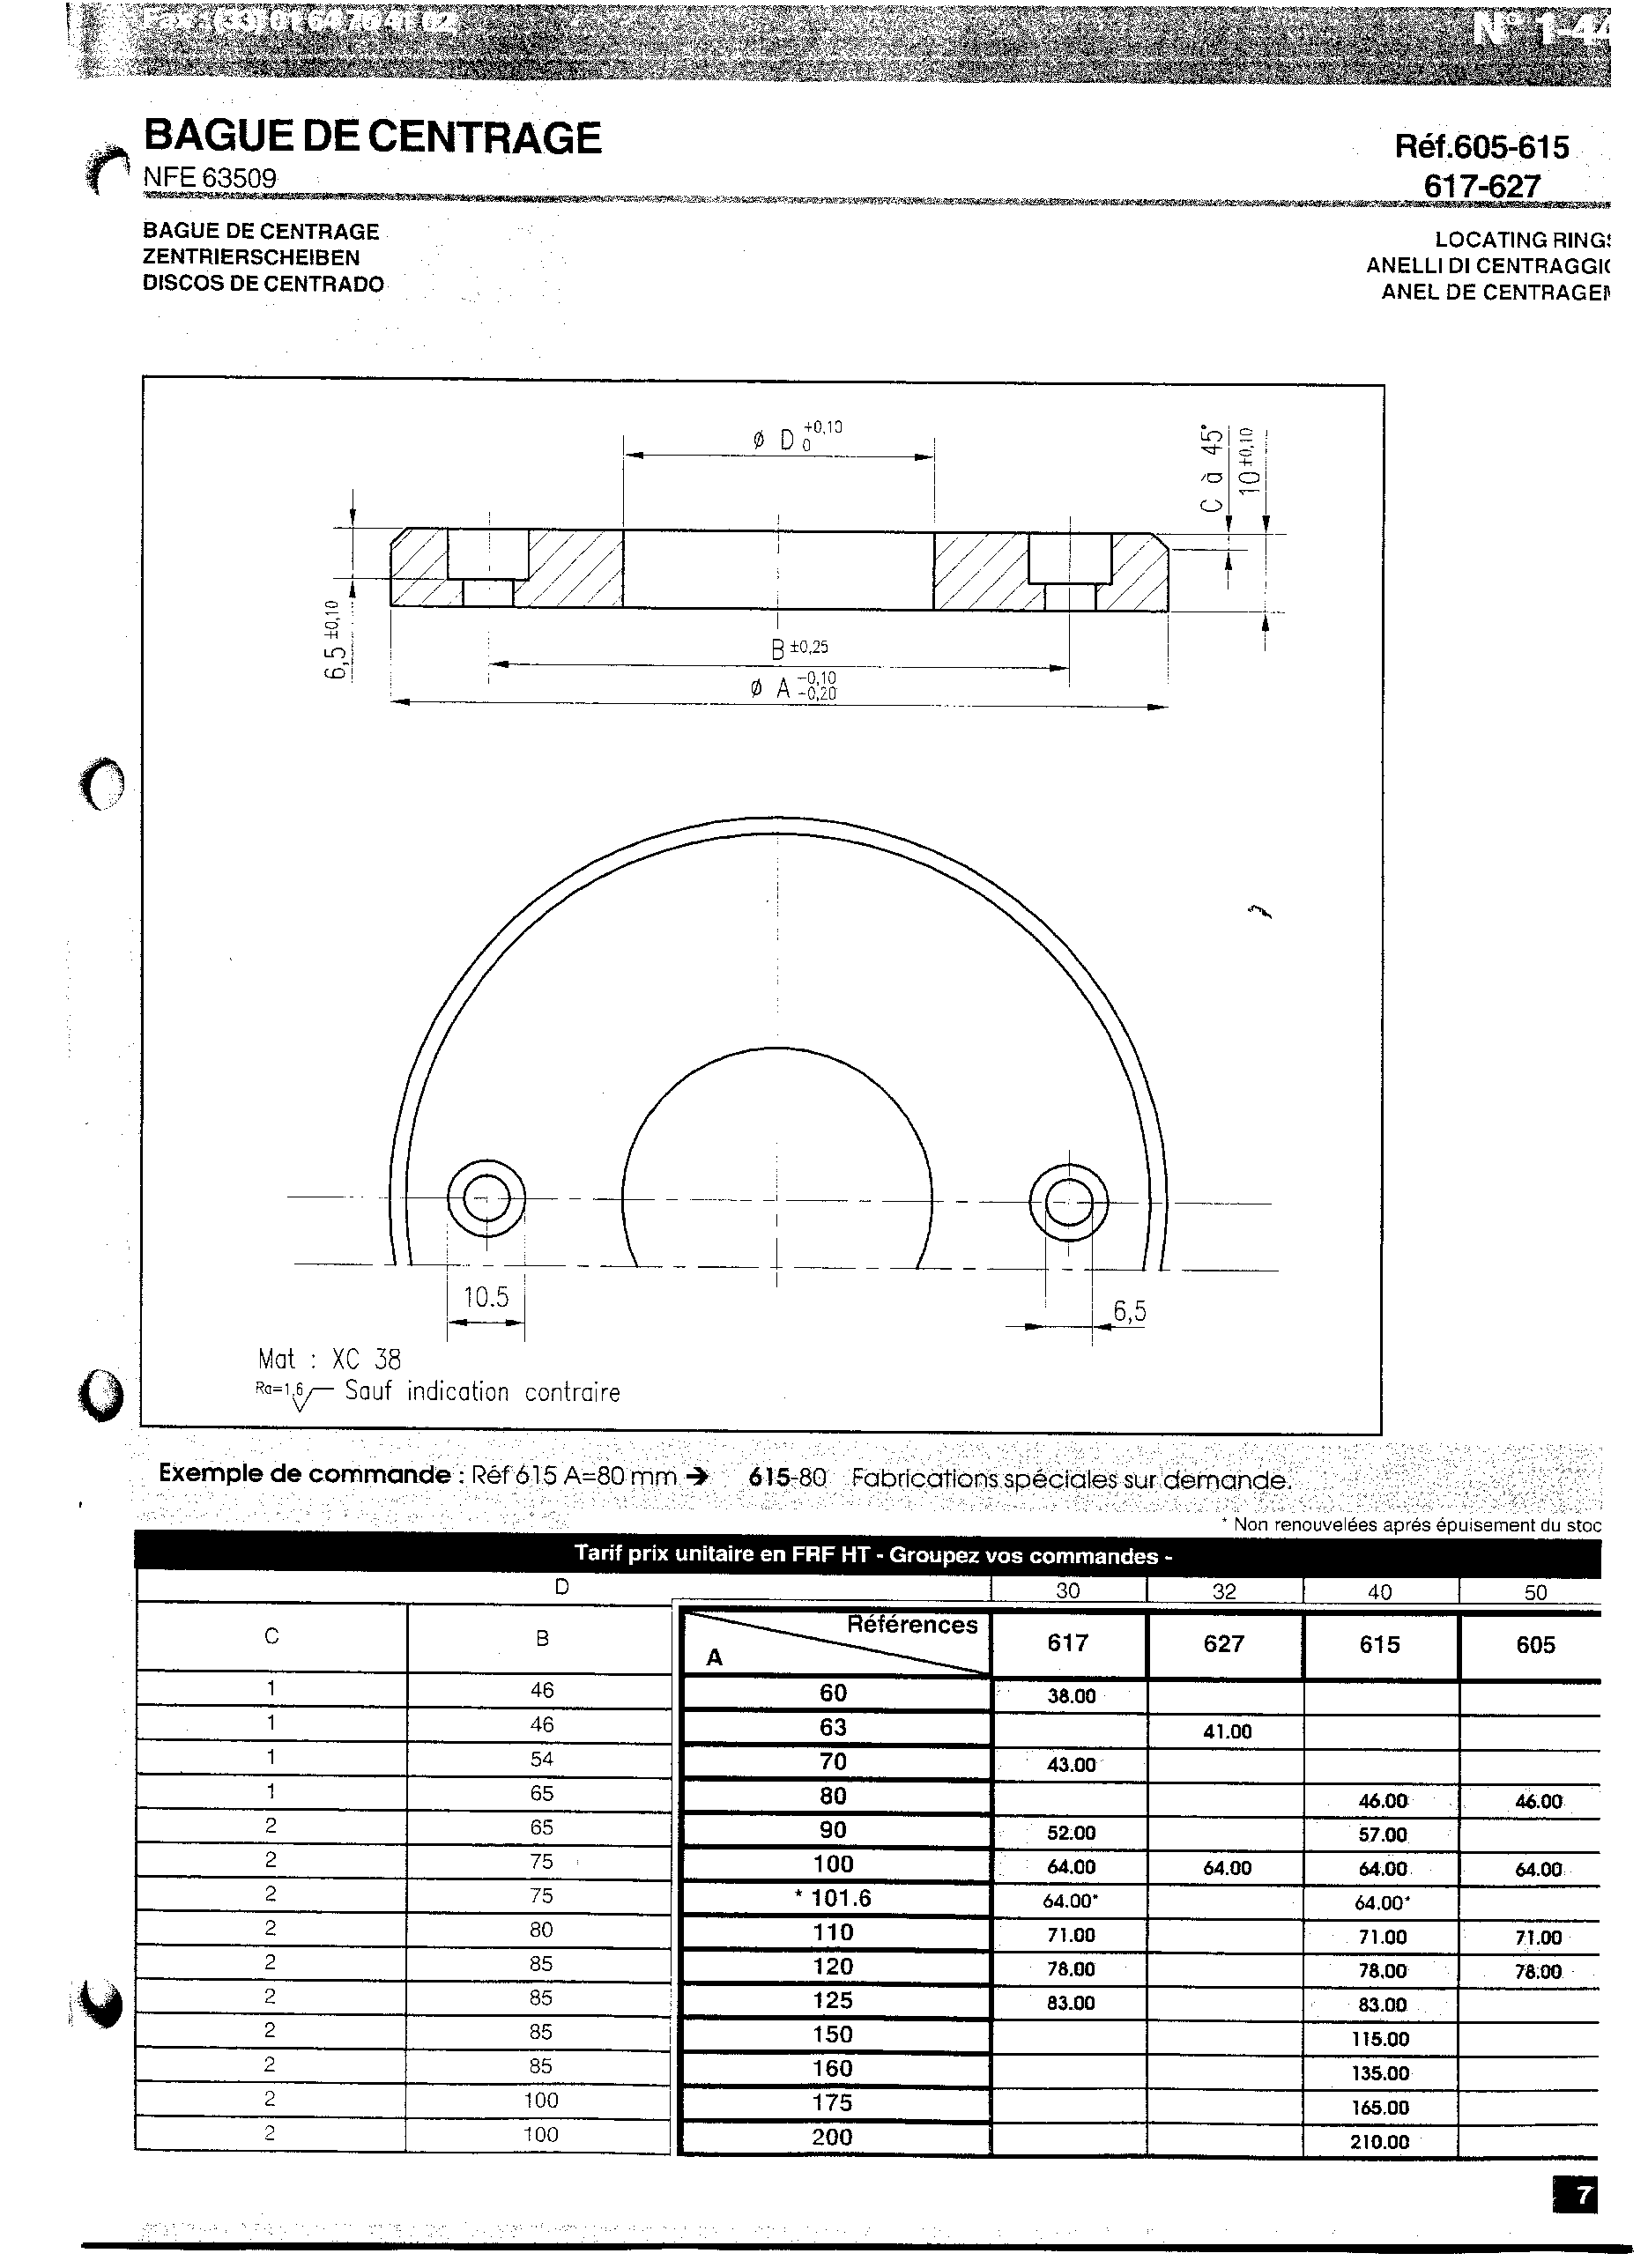 Fax : (33) 01 64 70 41 02
N° 1-44
BAGUE DE CENTRAGE
NFE 63509
Réf.605-615
617-627
BAGUE DE CENTRAGE
ZENTRIERSCHEIBEN
DISCOS DE CENTRADO
LOCATING RING
ANELLI DI CENTRAGGI
ANEL DE CENTRAGE
ø D +0,10 0
C à 45°
10±0,10
6,5 ±0,10
B ±0,25
ø A -0,10 -0,20
10.5
6,5
Mat : XC 38
Ra=1,6 Sauf indication contraire
Exemple de commande : Réf 615 A=80 mm ➔ 615-80 Fabrications spéciales sur demande.
* Non renouvelées aprés épuisement du stoc
Tarif prix unitaire en FRF HT - Groupez vos commandes -
D 30 32 40 50
C B A Références 617 627 615 605
1 46 60 38.00
1 46 63 41.00
1 54 70 43.00
1 65 80 46.00 46.00
2 65 90 52.00 57.00
2 75 100 64.00 64.00 64.00 64.00
2 75 * 101.6 64.00* 64.00*
2 80 110 71.00 71.00 71.00
2 85 120 78.00 78.00 78.00
2 85 125 83.00 83.00
2 85 150 115.00
2 85 160 135.00
2 100 175 165.00
2 100 200 210.00
7